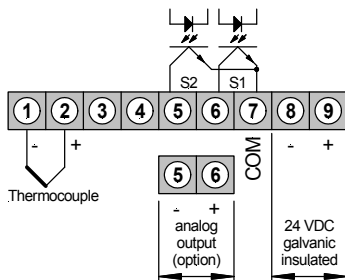 S2 S1
1 2 3 4 5 6 7 8 9
- + COM - +
Thermocouple
5 6
- +
analog
output
(option)
24 VDC
galvanic
insulated